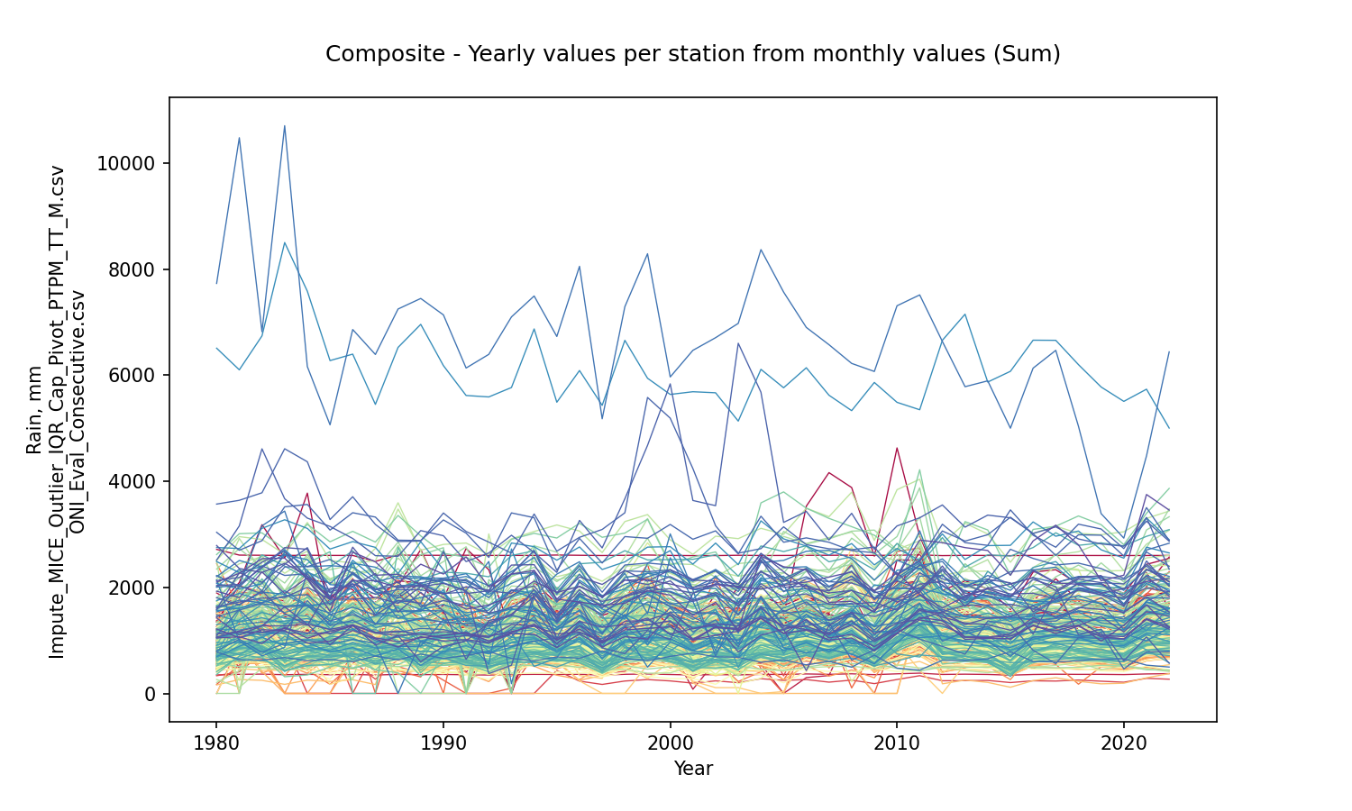 Composite - Yearly values per station from monthly values (Sum)
Rain, mm
Impute_MICE_Outlier_IQR_Cap_Pivot_PTPM_TT_M.csv
ONI_Eval_Consecutive.csv
10000
8000
6000
4000
2000
0
1980
1990
2000
2010
2020
Year